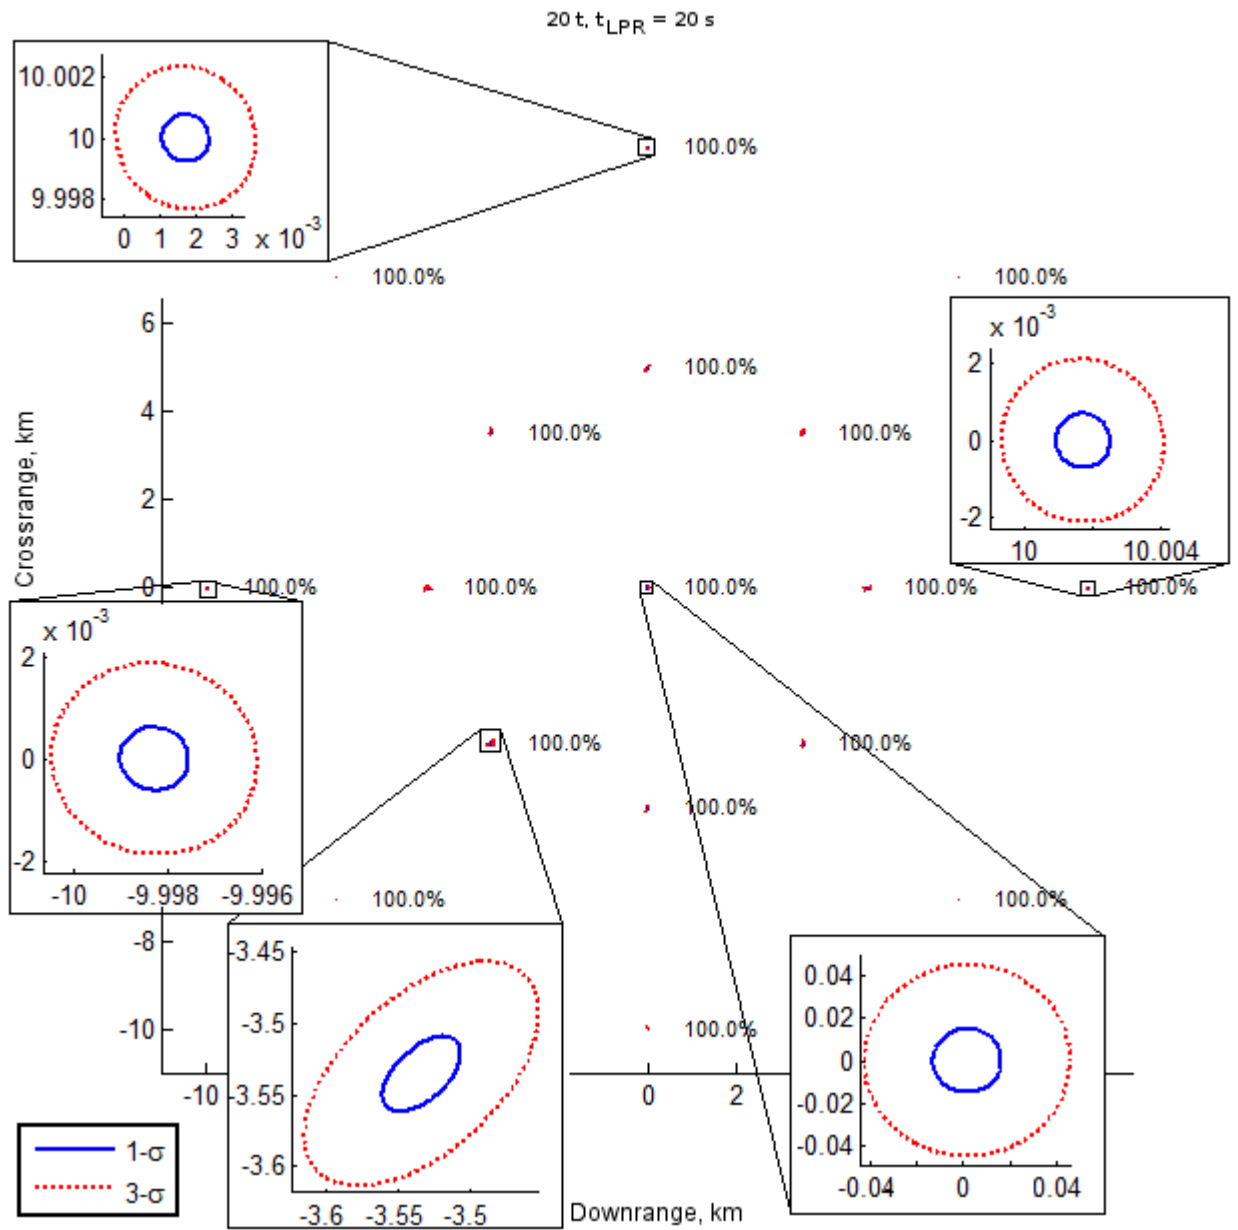 20 t, t_LPR = 20 s
10.002
10
9.998
0 1 2 3 x 10^-3
100.0%
100.0% 100.0%
x 10^-3
2
0
-2
10 10.004
6
4
2
0
Crossrange, km
100.0%
100.0% 100.0%
100.0% 100.0% 100.0% 100.0% 100.0%
x 10^-3
2
0
-2
-10 -9.998 -9.996
100.0% 100.0%
100.0%
100.0% 100.0%
-8
-10
100.0%
-10 0 2
-3.45
-3.5
-3.55
-3.6
-3.6 -3.55 -3.5
0.04
0.02
0
-0.02
-0.04
-0.04 0 0.04
Downrange, km
1-σ
3-σ